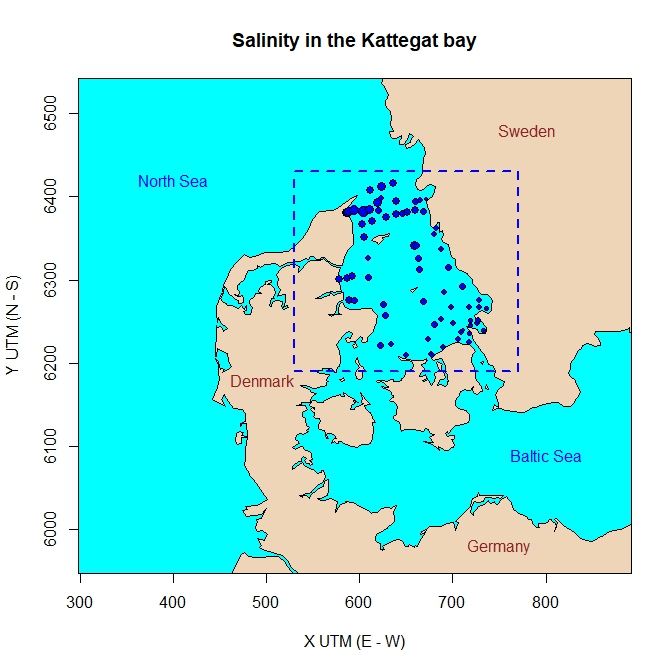 Salinity in the Kattegat bay
Sweden
North Sea
Denmark
Baltic Sea
Germany
6500
6400
6300
6200
6100
6000
Y UTM (N - S)
300
500
500
600
700
800
X UTM (E - W)